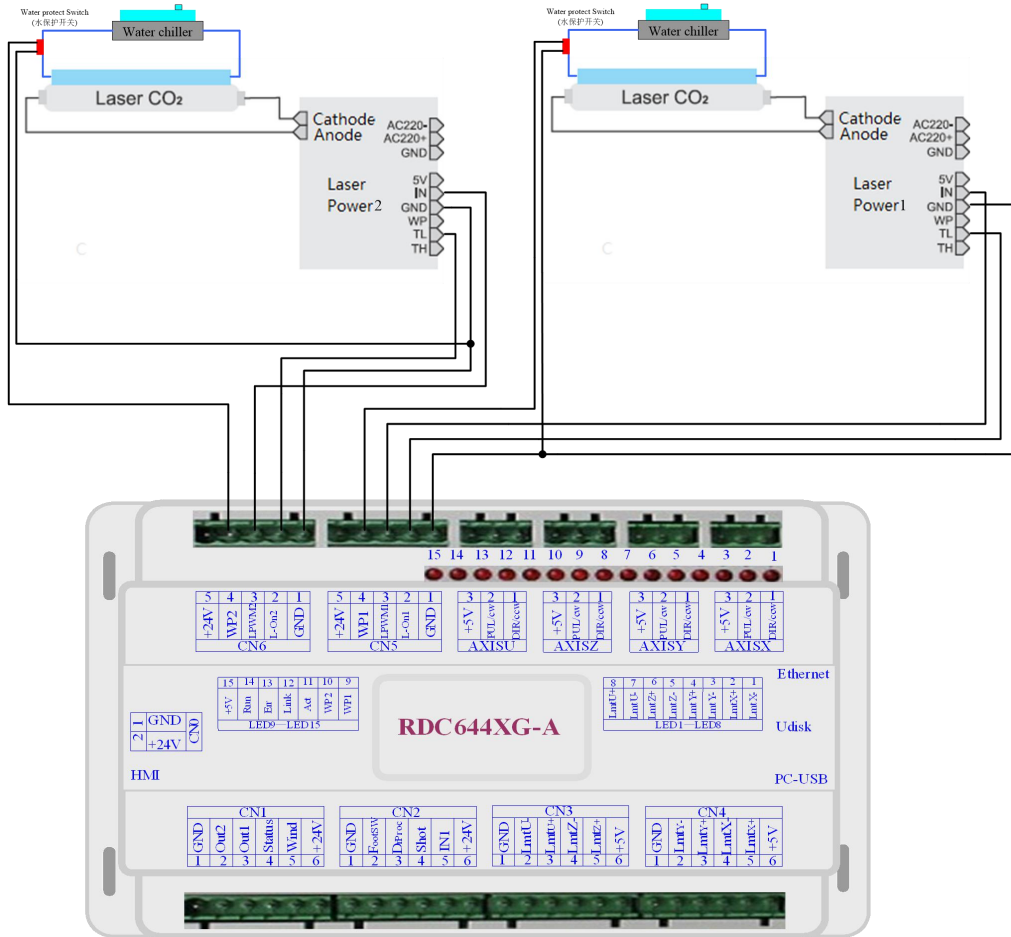 Water protect Switch
(水保护开关)
Water chiller
Laser CO₂
Cathode
Anode
AC220-
AC220+
GND
Laser
Power2
5V
IN
GND
WP
TL
TH
C
Water protect Switch
(水保护开关)
Water chiller
Laser CO₂
Cathode
Anode
AC220-
AC220+
GND
Laser
Power1
5V
IN
GND
WP
TL
TH
C
15 14 13 12 11 10 9 8 7 6 5 4 3 2 1
5 4 3 2 1
+24V WP2 LPWM2 L-On2 GND
CN6
5 4 3 2 1
+24V WP1 LPWM1 L-On1 GND
CN5
3 2 1
+5V PUL/cw DIR/ccw
AXISU
3 2 1
+5V PUL/cw DIR/ccw
AXISZ
3 2 1
+5V PUL/cw DIR/ccw
AXISY
3 2 1
+5V PUL/cw DIR/ccw
AXISX
Ethernet
15 14 13 12 11 10 9
+5V Run Err Link Act WP2 WP1
LED9—LED15
8 7 6 5 4 3 2 1
LmtU+ LmtU- LmtZ+ LmtZ- LmtY+ LmtY- LmtX+ LmtX-
LED1—LED8
1 GND
2 +24V
CN0
RDC644XG-A
Udisk
HMI
PC-USB
CN1
GND Out2 Out1 Status Wind +24V
1 2 3 4 5 6
CN2
GND FootSW DrProc Shot IN1 +24V
1 2 3 4 5 6
CN3
GND LmtU- LmtU+ LmtZ- LmtZ+ +5V
1 2 3 4 5 6
CN4
GND LmtY- LmtY+ LmtX- LmtX+ +5V
1 2 3 4 5 6